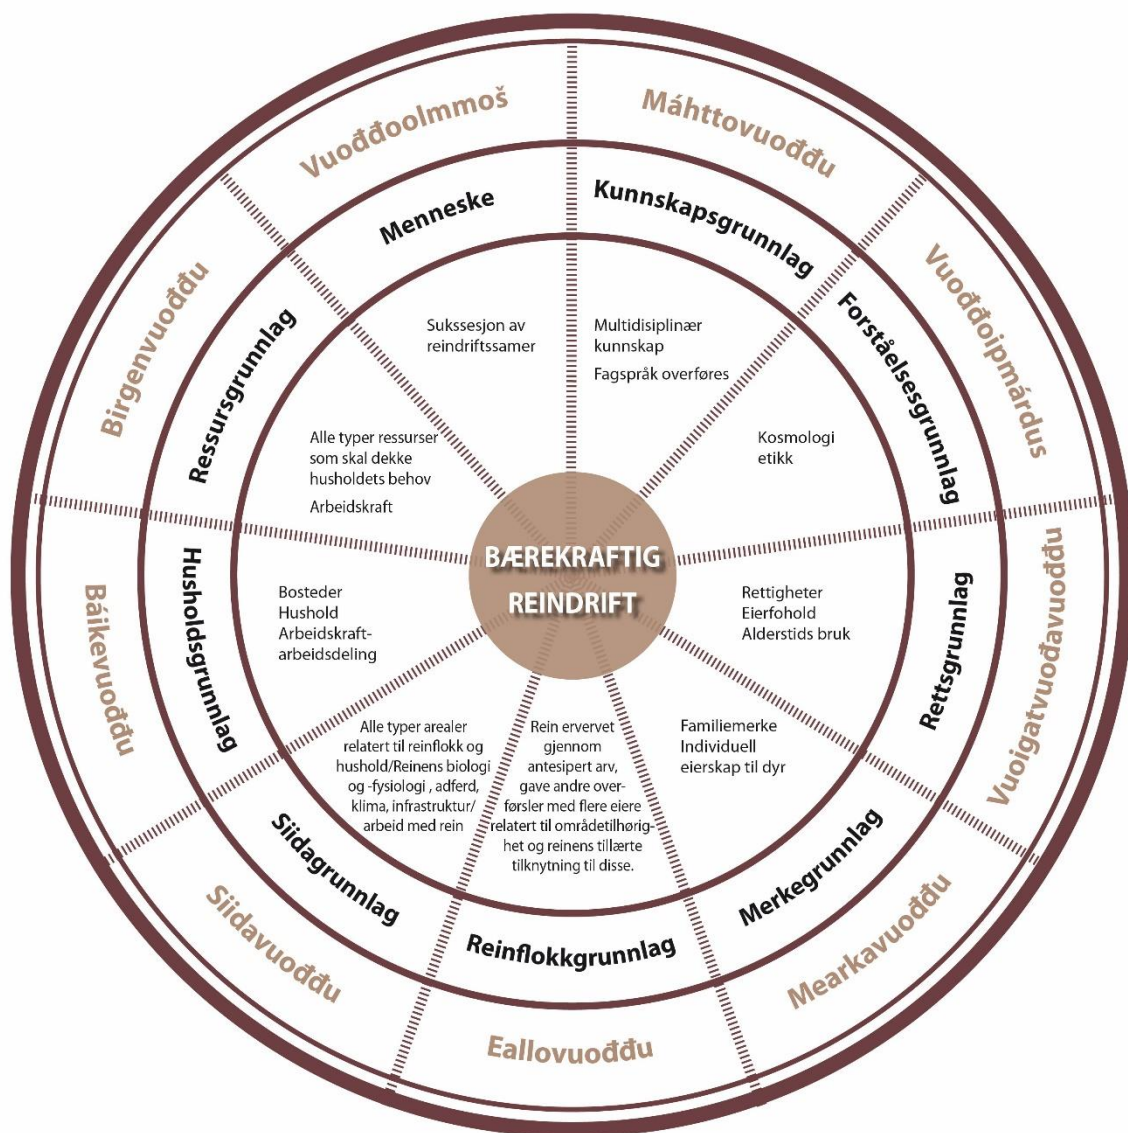 Máhttovuođđu
Kunnskapsgrunnlag
Multidisiplinær
kunnskap
Fagspråk overføres
Vuođđoipmárdus
Forståelsesgrunnlag
Kosmologi
etikk
Vuoigatvuođavuođđu
Rettsgrunnlag
Rettigheter
Eierfohold
Alderstids bruk
Mearkavuođđu
Merkegrunnlag
Familiemerke
Individuell
eierskap til dyr
Eallovuođđu
Reinflokkgrunnlag
Rein ervervet
gjennom
antesipert arv,
gave andre over-
førsler med flere eiere
relatert til områdetilhørig-
het og reinens tillærte
tilknytning til disse.
Siidavuođđu
Siidagrunnlag
Alle typer arealer
relatert til reinflokk og
hushold/Reinens biologi
og -fysiologi , adferd,
klima, infrastruktur/
arbeid med rein
Báikevuođđu
Husholdsgrunnlag
Bosteder
Hushold
Arbeidskraft-
arbeidsdeling
Birgenvuođđu
Ressursgrunnlag
Alle typer ressurser
som skal dekke
husholdets behov
Arbeidskraft
Vuođđoolmmoš
Menneske
Sukssesjon av
reindriftssamer
BÆREKRAFTIG
REINDRIFT